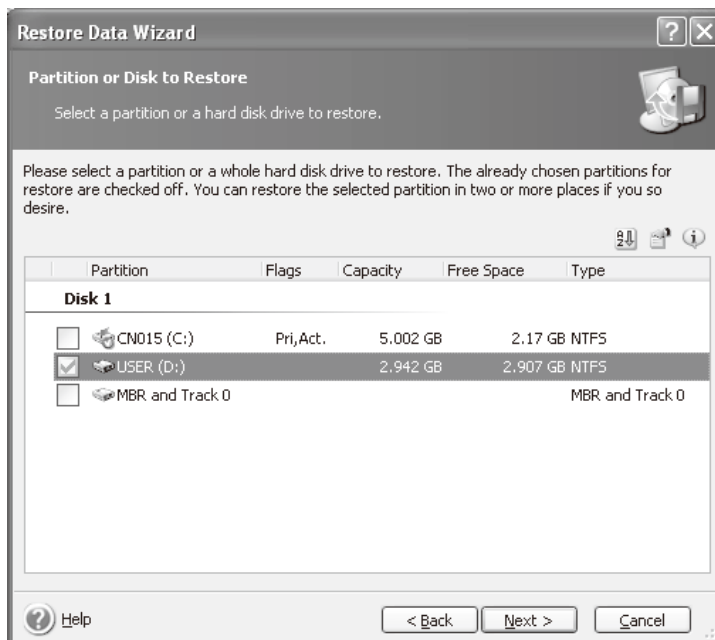 Restore Data Wizard
Partition or Disk to Restore
Select a partition or a hard disk drive to restore.
Please select a partition or a whole hard disk drive to restore. The already chosen partitions for
restore are checked off. You can restore the selected partition in two or more places if you so
desire.
Partition Flags Capacity Free Space Type
Disk 1
CN015 (C:) Pri,Act. 5.002 GB 2.17 GB NTFS
USER (D:) 2.942 GB 2.907 GB NTFS
MBR and Track 0 MBR and Track 0
Help < Back Next > Cancel